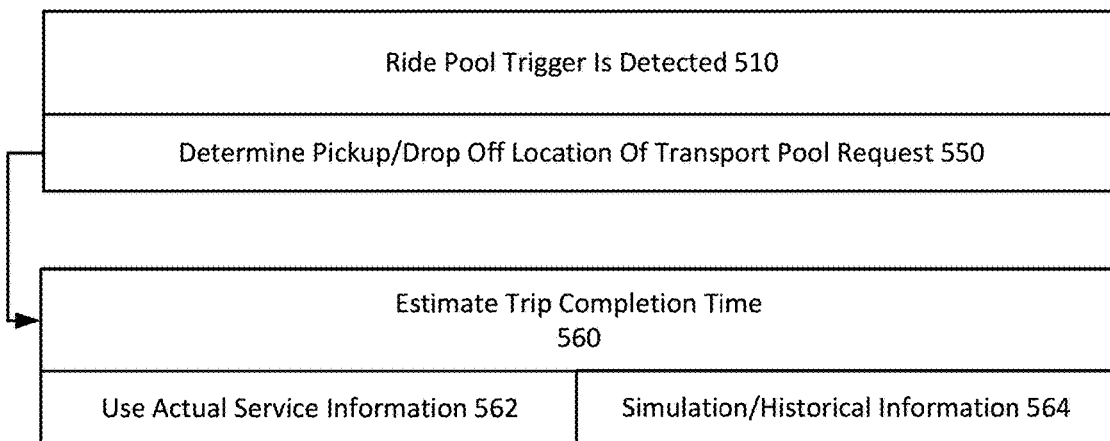 Ride Pool Trigger Is Detected 510
Determine Pickup/Drop Off Location Of Transport Pool Request 550
Estimate Trip Completion Time
560
Use Actual Service Information 562
Simulation/Historical Information 564